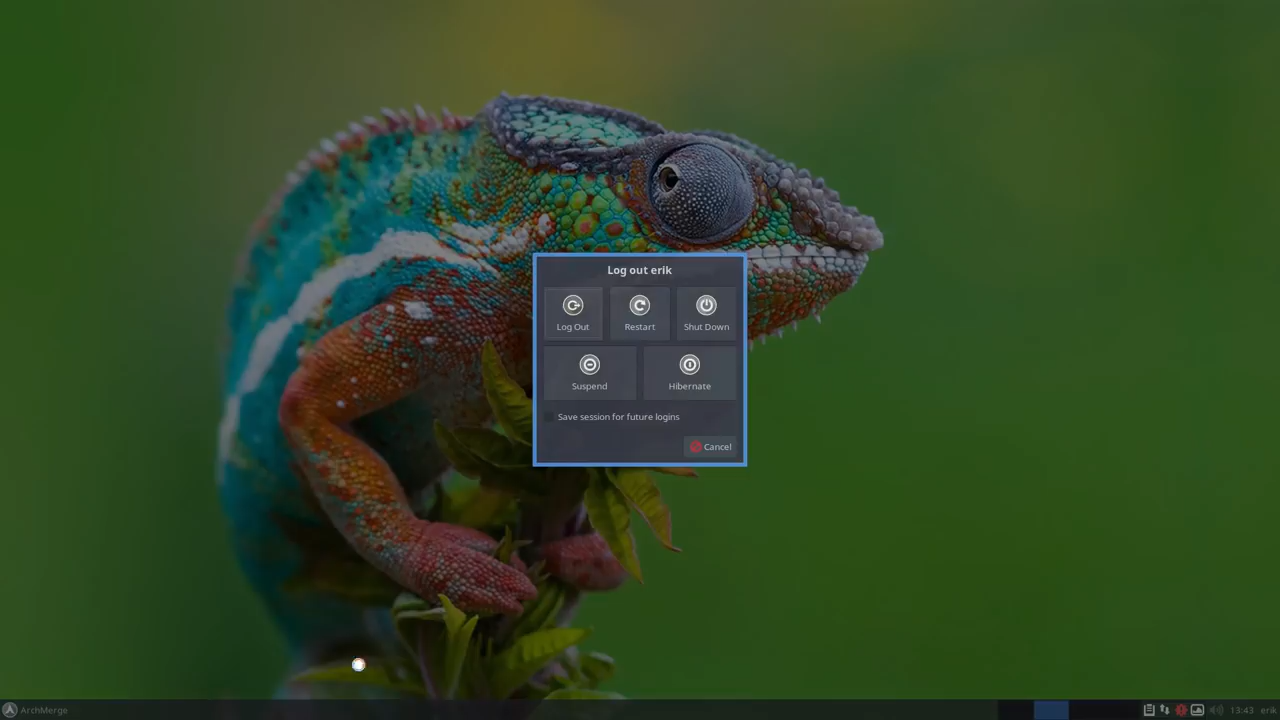 Log out erik
Log Out
Restart
Shut Down
Suspend
Hibernate
Save session for future logins
Cancel
ArchMerge
13:43
erik